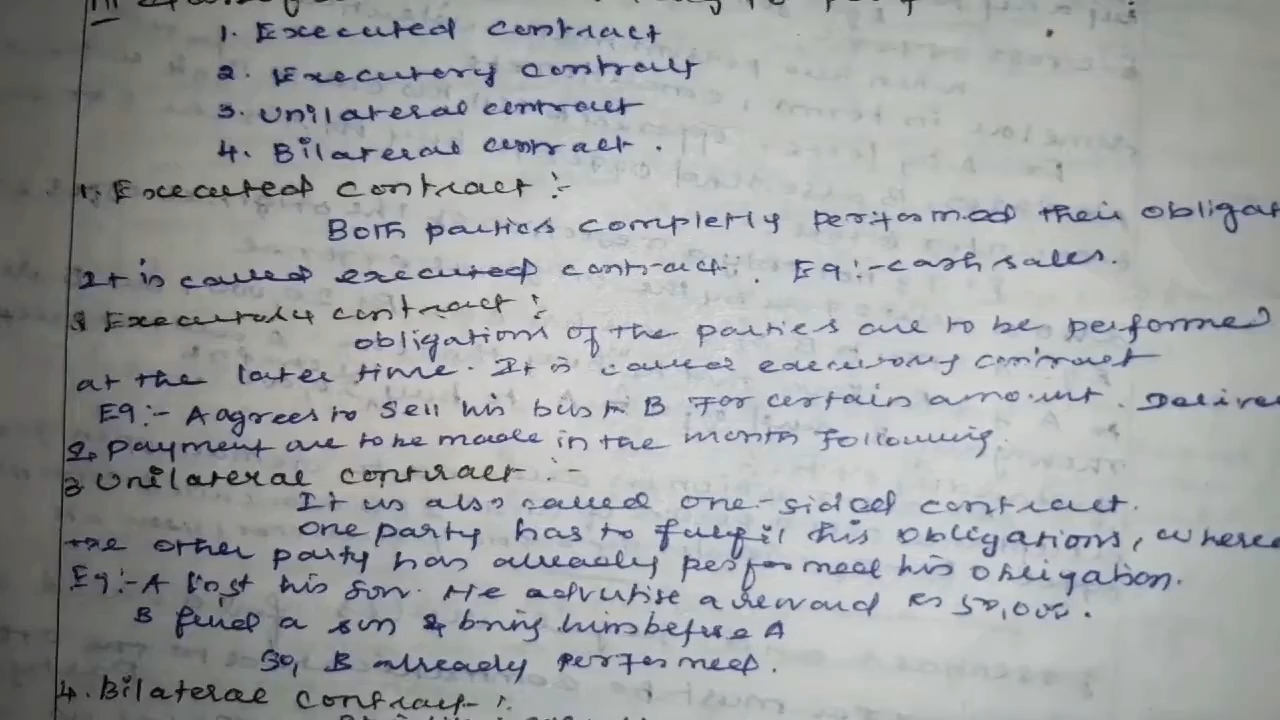 1. Executed contract
2. Executory contract
3. Unilateral contract
4. Bilateral contract.
1. Executed contract :-
Both parties completly performed their obligat
It is called executed contract. Eg:- cash sales.
2 Executory contract :
obligation of the parties are to be performed
at the later time. It is called executory contract
Eg:- A agrees to sell his bus to B for certain amount. Deliver
& payment are to be made in the month following.
3 Unilateral contract :-
It is also called one-sided contract.
one party has to fulfil his obligations, where
the other party has already performed his obligation.
Eg:- A lost his son. He advertise a reward Rs 50,000.
B find a son & bring him before A
So, B already performed.
4. Bilateral contract :